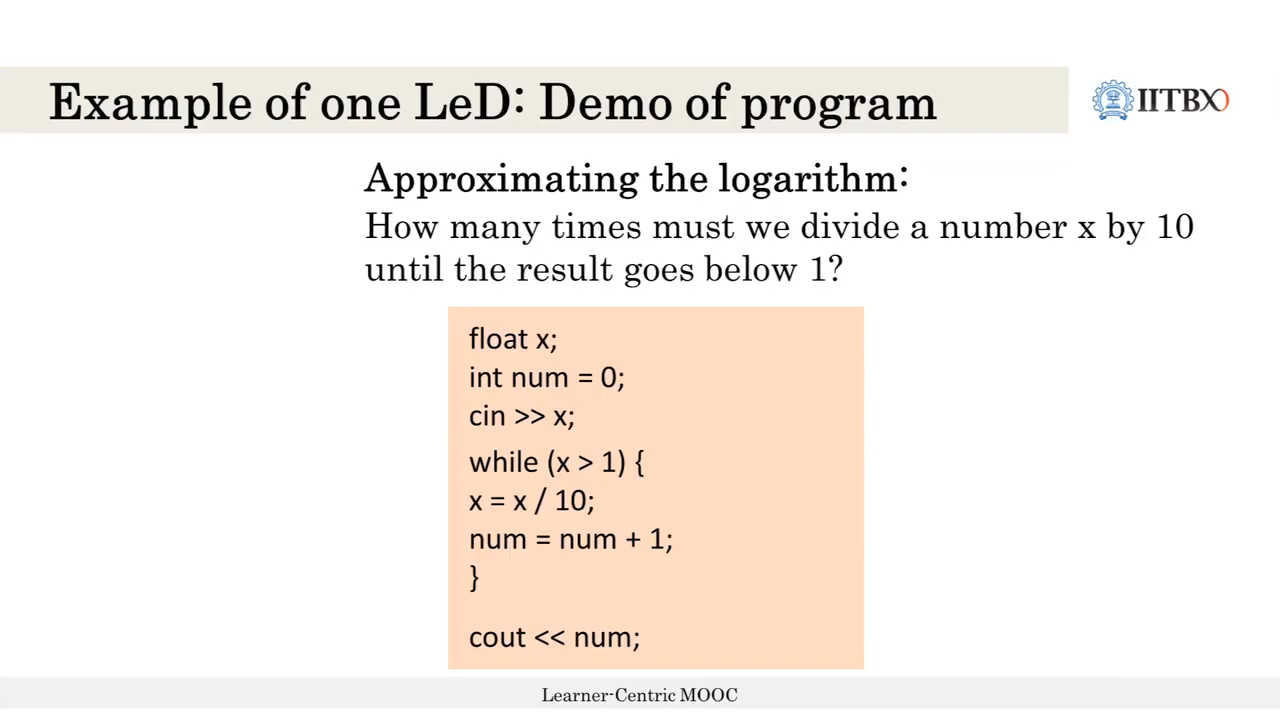 Example of one LeD: Demo of program
IITBX
Approximating the logarithm:
How many times must we divide a number x by 10
until the result goes below 1?
float x;
int num = 0;
cin >> x;
while (x > 1) {
x = x / 10;
num = num + 1;
}
cout << num;
Learner-Centric MOOC